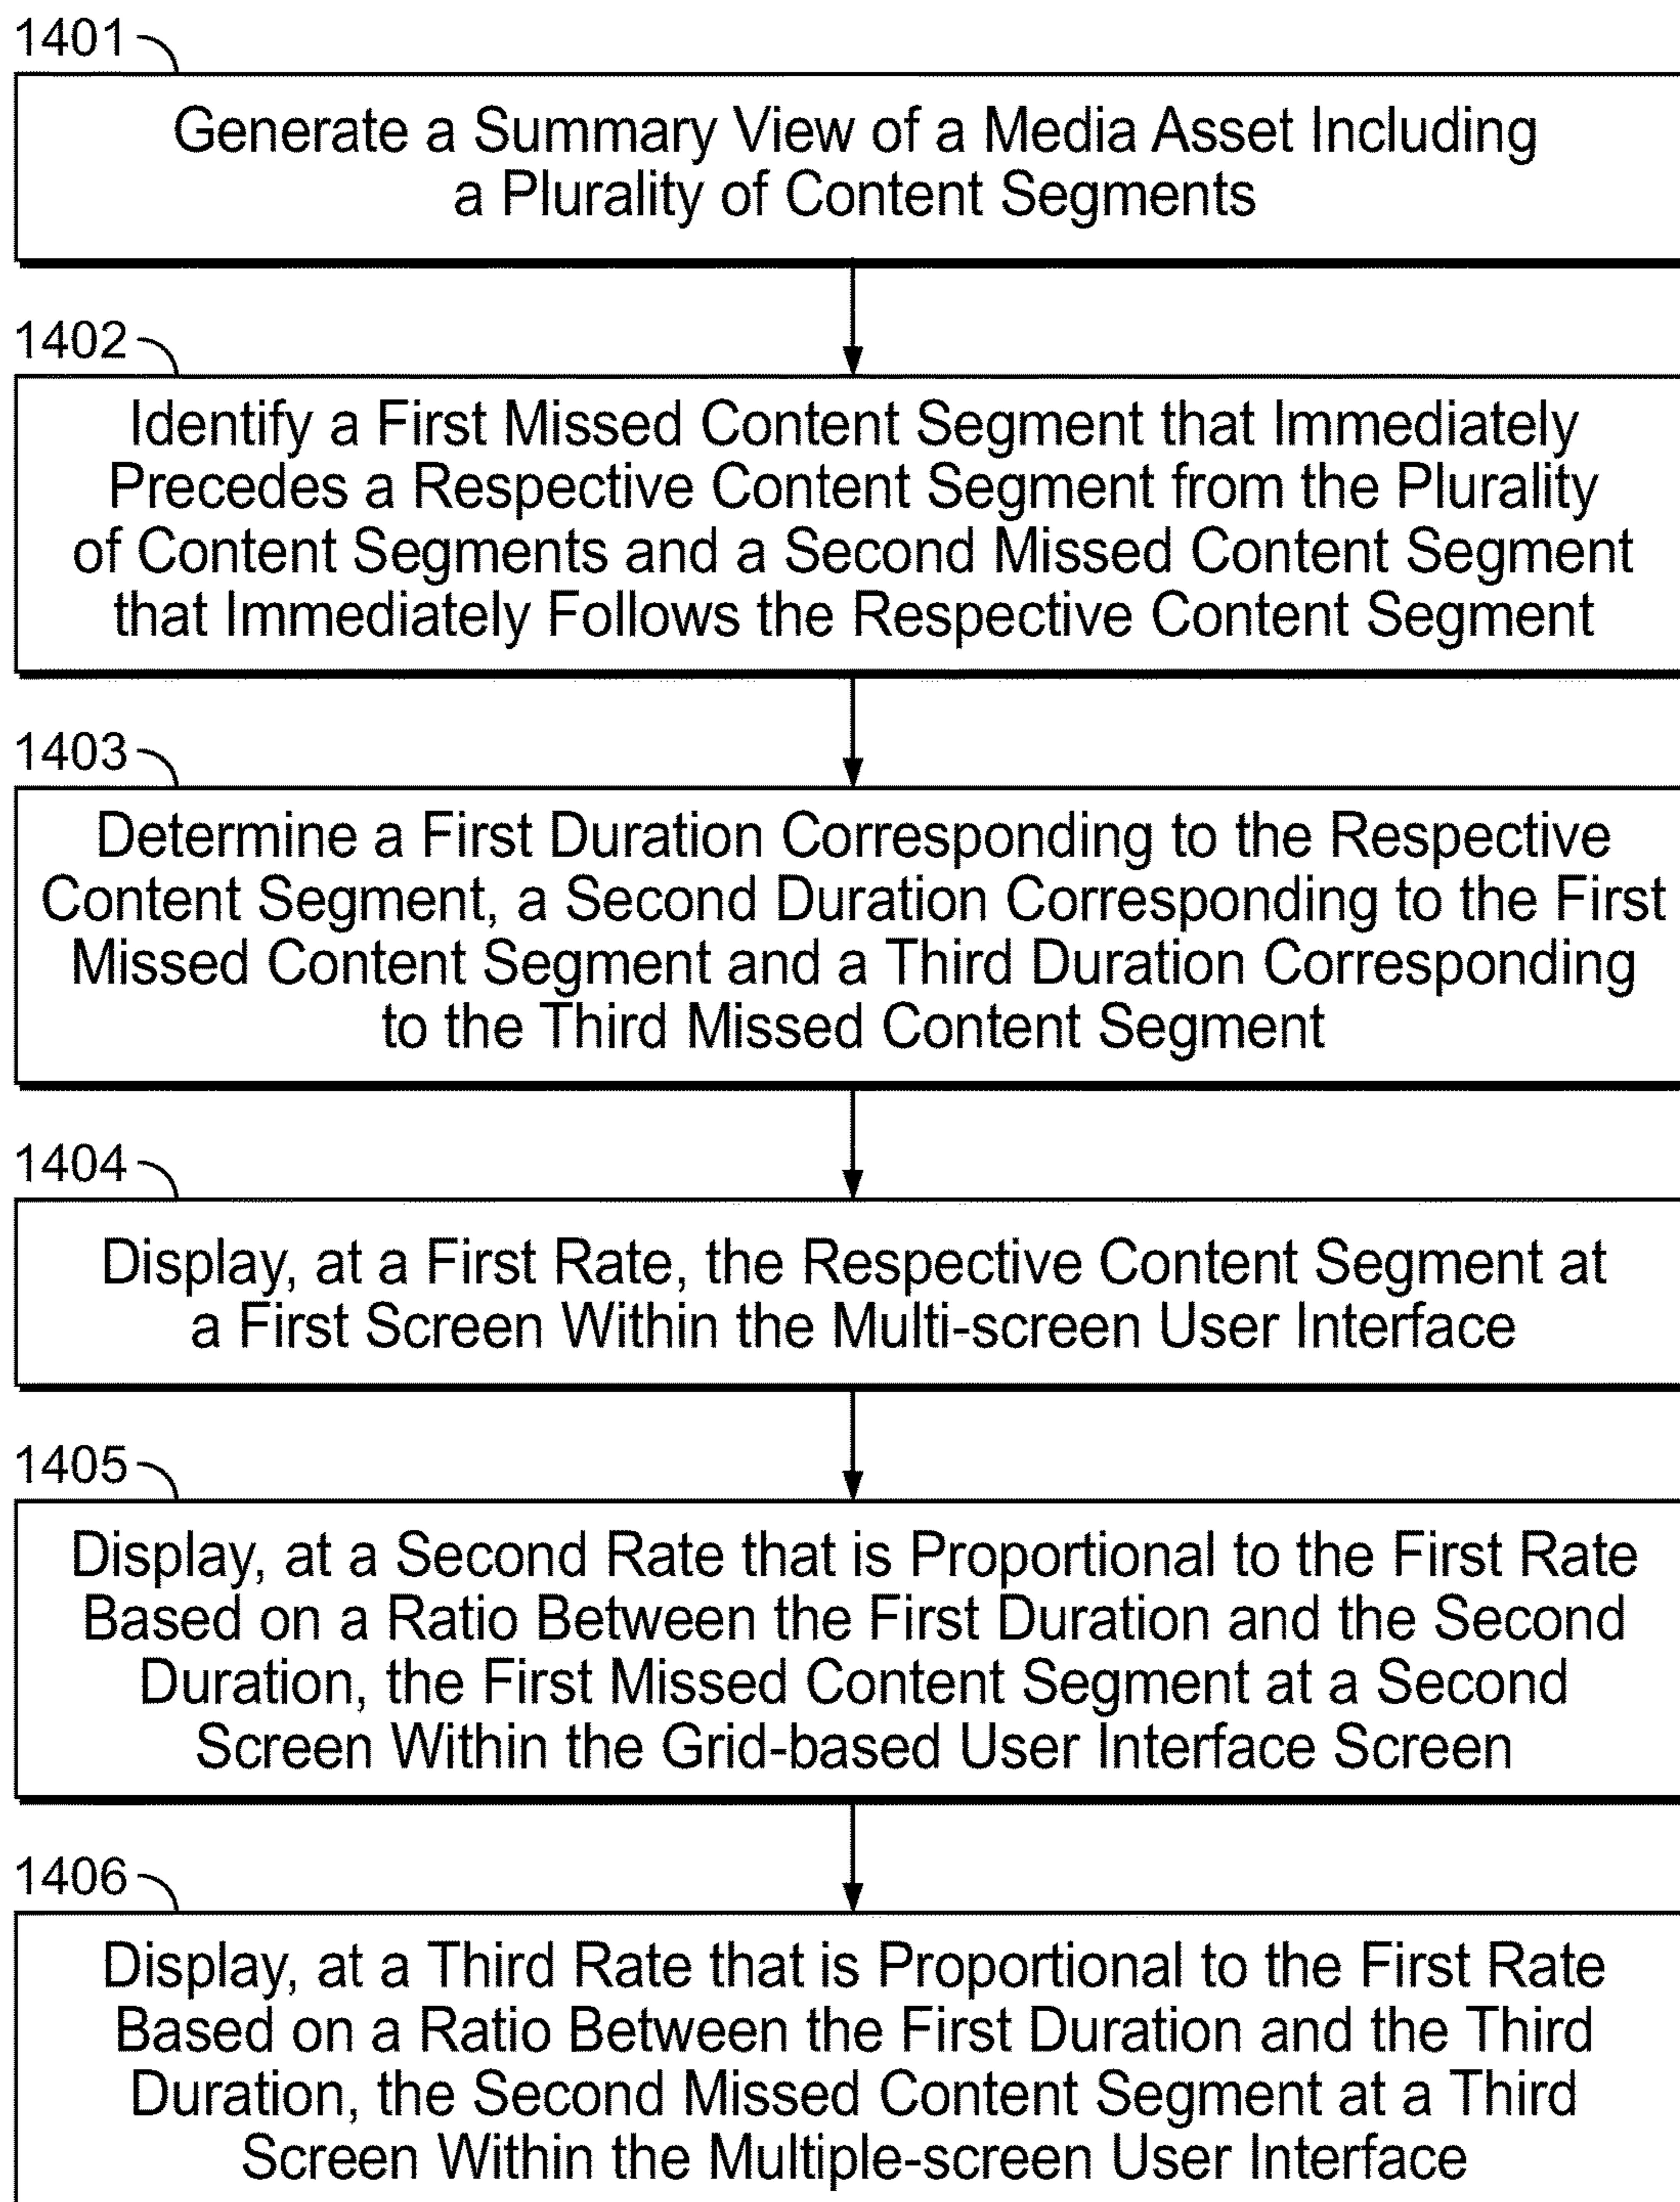 1401
Generate a Summary View of a Media Asset Including
a Plurality of Content Segments
1402
Identify a First Missed Content Segment that Immediately
Precedes a Respective Content Segment from the Plurality
of Content Segments and a Second Missed Content Segment
that Immediately Follows the Respective Content Segment
1403
Determine a First Duration Corresponding to the Respective
Content Segment, a Second Duration Corresponding to the First
Missed Content Segment and a Third Duration Corresponding
to the Third Missed Content Segment
1404
Display, at a First Rate, the Respective Content Segment at
a First Screen Within the Multi-screen User Interface
1405
Display, at a Second Rate that is Proportional to the First Rate
Based on a Ratio Between the First Duration and the Second
Duration, the First Missed Content Segment at a Second
Screen Within the Grid-based User Interface Screen
1406
Display, at a Third Rate that is Proportional to the First Rate
Based on a Ratio Between the First Duration and the Third
Duration, the Second Missed Content Segment at a Third
Screen Within the Multiple-screen User Interface